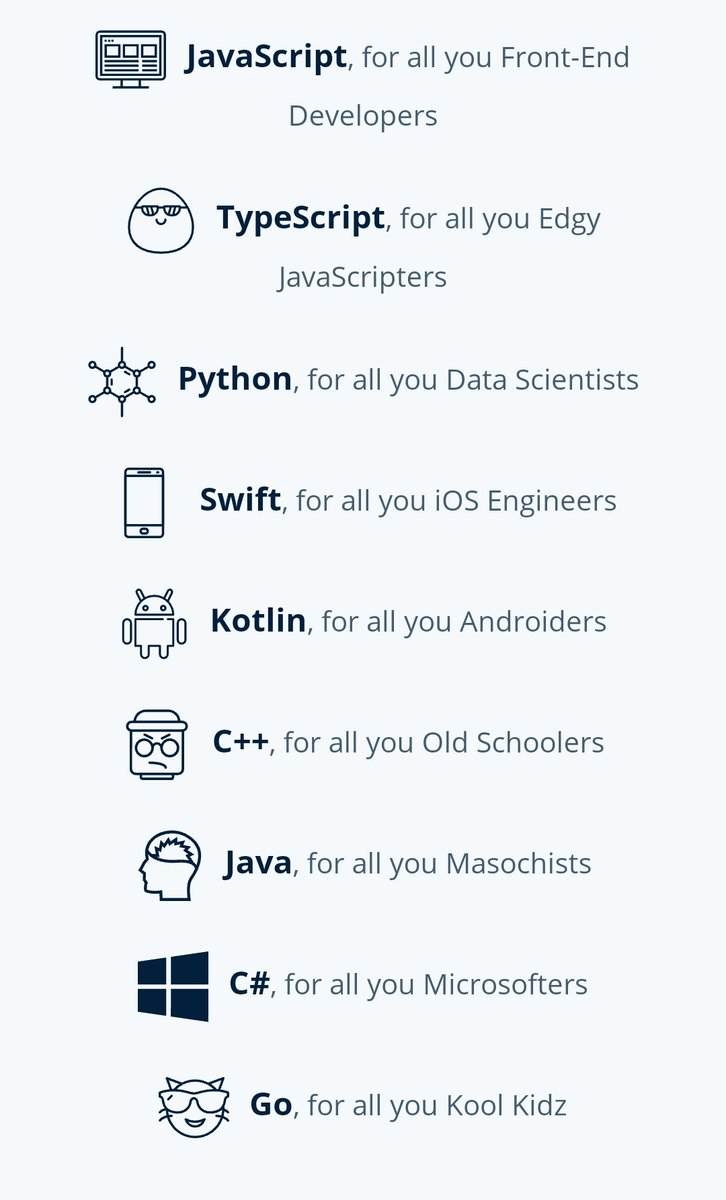 JavaScript, for all you Front-End
Developers
TypeScript, for all you Edgy
JavaScripters
Python, for all you Data Scientists
Swift, for all you iOS Engineers
Kotlin, for all you Androiders
C++, for all you Old Schoolers
Java, for all you Masochists
C#, for all you Microsofters
Go, for all you Kool Kidz